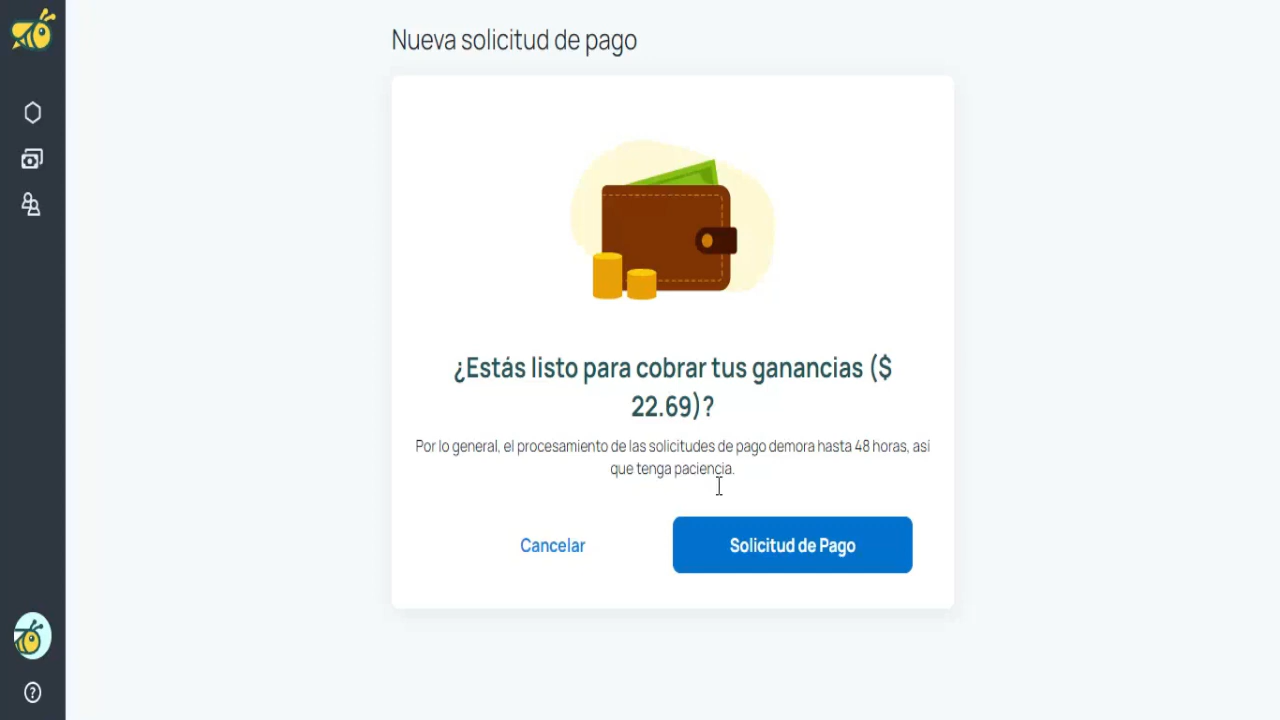 Nueva solicitud de pago
¿Estás listo para cobrar tus ganancias ($
22.69)?
Por lo general, el procesamiento de las solicitudes de pago demora hasta 48 horas, así
que tenga paciencia.
Cancelar
Solicitud de Pago